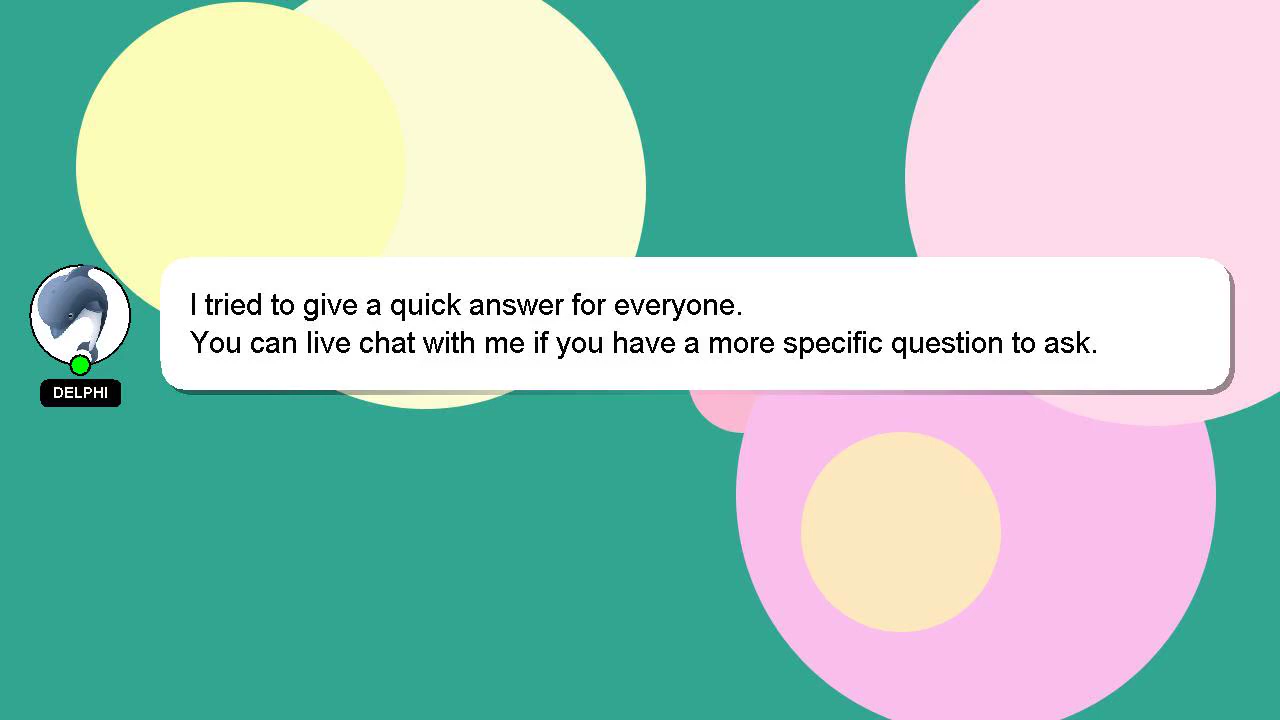 I tried to give a quick answer for everyone.
You can live chat with me if you have a more specific question to ask.
DELPHI